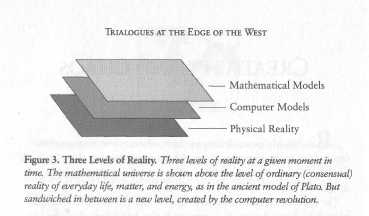 TRIALOGUES AT THE EDGE OF THE WEST
Mathematical Models
Computer Models
Physical Reality
Figure 3. Three Levels of Reality. Three levels of reality at a given moment in
time. The mathematical universe is shown above the level of ordinary (consensual)
reality of everyday life, matter, and energy, as in the ancient model of Plato. But
sandwiched in between is a new level, created by the computer revolution.